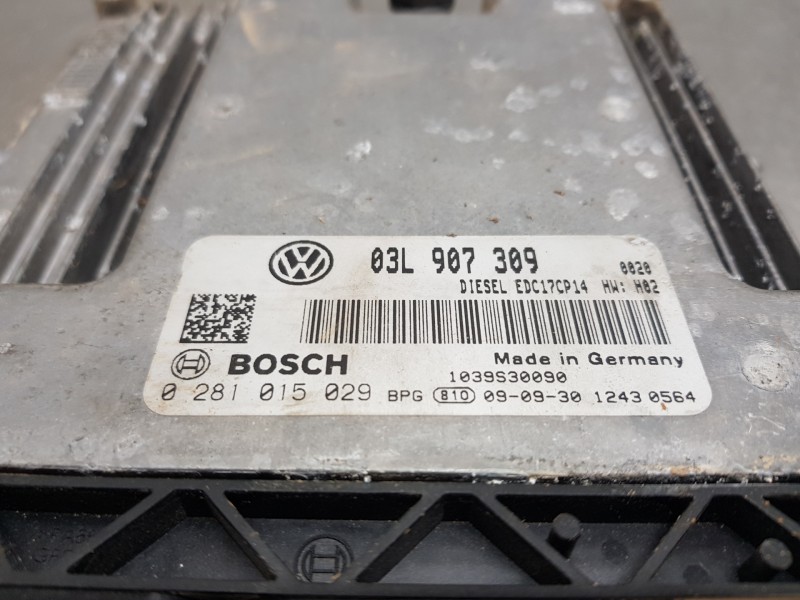 03L 907 309 0020
DIESEL EDC17CP14 HW: H02
BOSCH Made in Germany
1039S30090
0 281 015 029 BPG 810 09-09-30 1243 0564